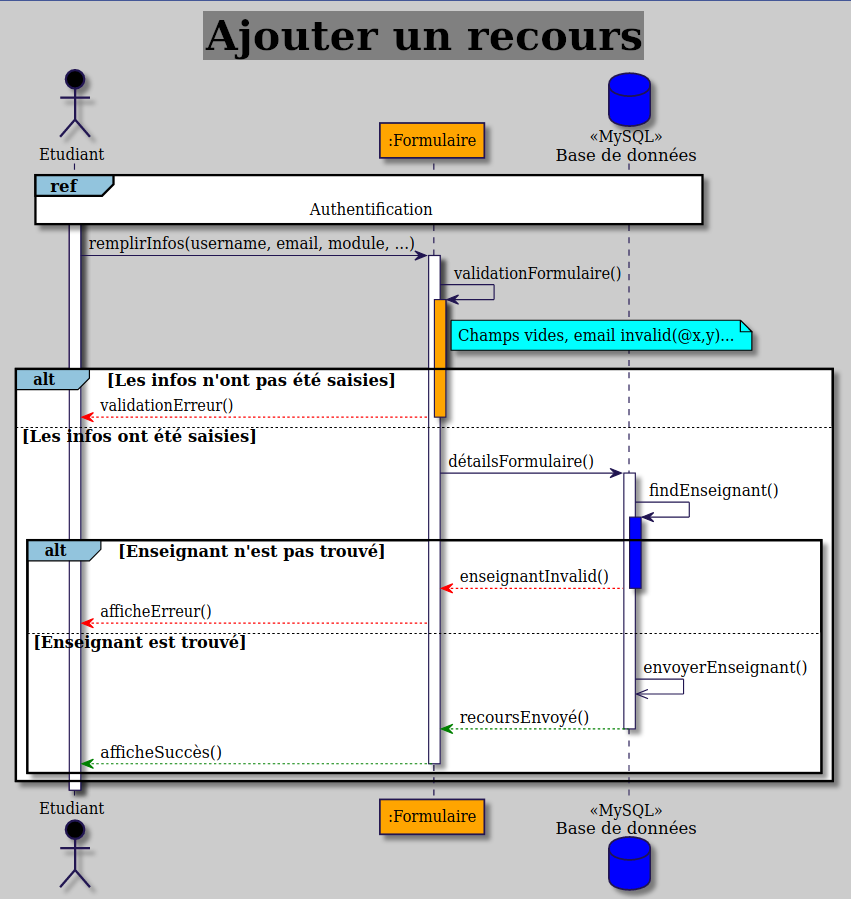 Ajouter un recours
Etudiant
:Formulaire
«MySQL»
Base de données
ref
Authentification
remplirInfos(username, email, module, ...)
validationFormulaire()
Champs vides, email invalid(@x,y)...
alt
[Les infos n'ont pas été saisies]
validationErreur()
[Les infos ont été saisies]
détailsFormulaire()
findEnseignant()
alt
[Enseignant n'est pas trouvé]
enseignantInvalid()
afficheErreur()
[Enseignant est trouvé]
envoyerEnseignant()
recoursEnvoyé()
afficheSuccès()
Etudiant
:Formulaire
«MySQL»
Base de données